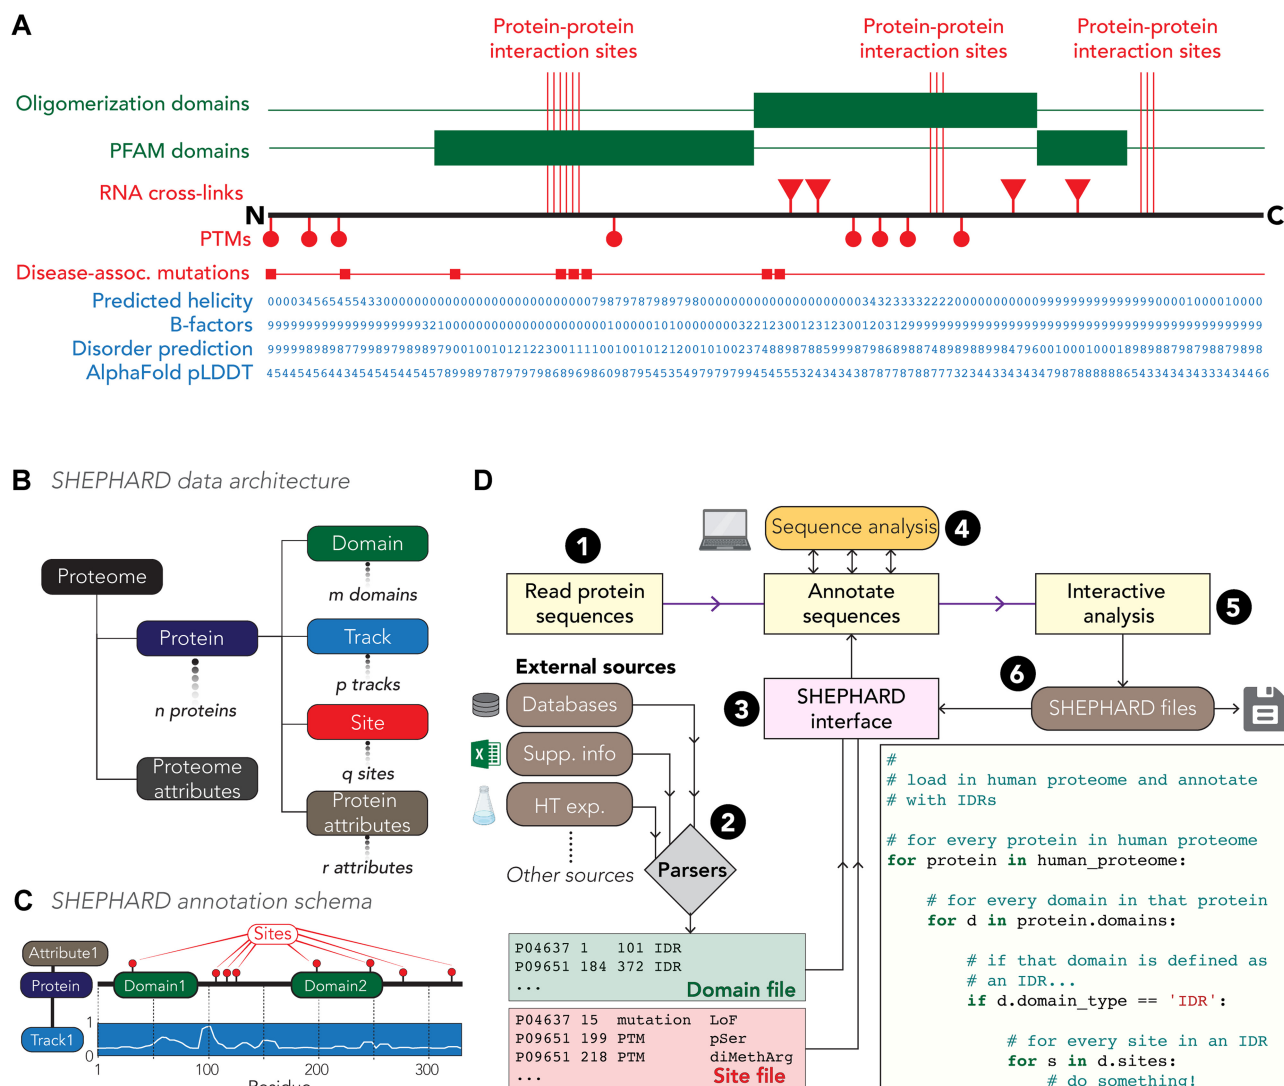 A
Protein-protein
interaction sites
Protein-protein
interaction sites
Protein-protein
interaction sites
Oligomerization domains
PFAM domains
RNA cross-links
N
C
PTMs
Disease-assoc. mutations
Predicted helicity
B-factors
Disorder prediction
AlphaFold pLDDT
B SHEPHARD data architecture
Proteome
Protein
n proteins
Proteome
attributes
Domain
m domains
Track
p tracks
Site
q sites
Protein
attributes
r attributes
C SHEPHARD annotation schema
Sites
Attribute1
Protein
Domain1
Domain2
Track1
1
0
1 100 200 300
D
1
Read protein
sequences
Sequence analysis
4
Annotate
sequences
Interactive
analysis
5
External sources
Databases
Supp. info
HT exp.
Other sources
2
Parsers
3
SHEPHARD
interface
6
SHEPHARD files
P04637 1 101 IDR
P09651 184 372 IDR
...
Domain file
P04637 15 mutation LoF
P09651 199 PTM pSer
P09651 218 PTM diMethArg
...
Site file
#
# load in human proteome and annotate
# with IDRs
# for every protein in human proteome
for protein in human_proteome:
# for every domain in that protein
for d in protein.domains:
# if that domain is defined as
# an IDR...
if d.domain_type == 'IDR':
# for every site in an IDR
for s in d.sites:
# do something!